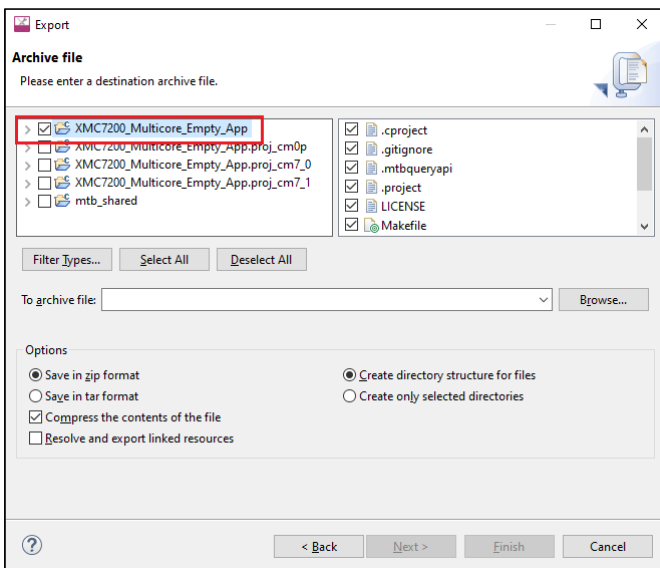 Export
Archive file
Please enter a destination archive file.
XMC7200_Multicore_Empty_App
XMC7200_Multicore_Empty_App.proj_cm0p
XMC7200_Multicore_Empty_App.proj_cm7_0
XMC7200_Multicore_Empty_App.proj_cm7_1
mtb_shared
.cproject
.gitignore
.mtbqueryapi
.project
LICENSE
Makefile
Filter Types... Select All Deselect All
To archive file: Browse...
Options
Save in zip format
Save in tar format
Compress the contents of the file
Resolve and export linked resources
Create directory structure for files
Create only selected directories
? < Back Next > Finish Cancel